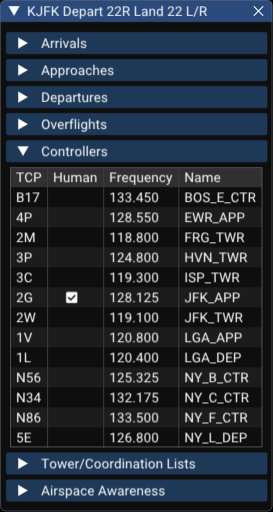 KJFK Depart 22R Land 22 L/R
Arrivals
Approaches
Departures
Overflights
Controllers
TCP Human Frequency Name
B17 133.450 BOS_E_CTR
4P 128.550 EWR_APP
2M 118.800 FRG_TWR
3P 124.800 HVN_TWR
3C 119.300 ISP_TWR
2G 128.125 JFK_APP
2W 119.100 JFK_TWR
1V 120.800 LGA_APP
1L 120.400 LGA_DEP
N56 125.325 NY_B_CTR
N34 132.175 NY_C_CTR
N86 133.500 NY_F_CTR
5E 126.800 NY_L_DEP
Tower/Coordination Lists
Airspace Awareness